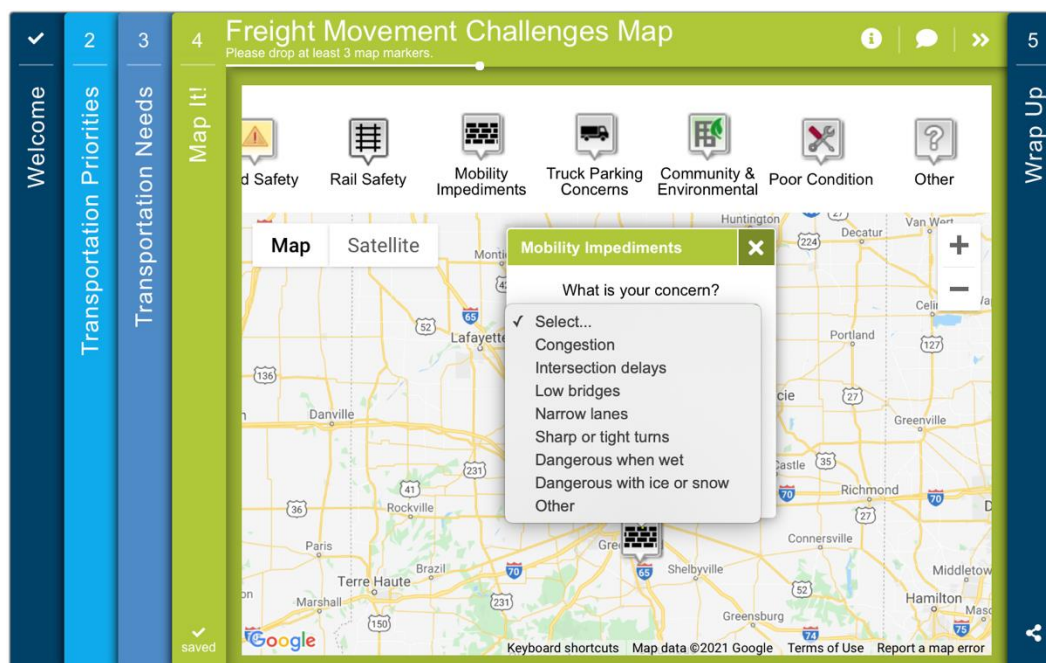 Welcome
2
Transportation Priorities
3
Transportation Needs
4
Map It!
saved
Freight Movement Challenges Map
Please drop at least 3 map markers.
5
Wrap Up
d Safety
Rail Safety
Mobility
Impediments
Truck Parking
Concerns
Community &
Environmental
Poor Condition
Other
Map
Satellite
Mobility Impediments
What is your concern?
Select...
Congestion
Intersection delays
Low bridges
Narrow lanes
Sharp or tight turns
Dangerous when wet
Dangerous with ice or snow
Other
Huntington
224
Decatur
Van Wert
Monti
65
52
Lafayette
Celi
Portland
127
136
cie
27
Danville
Greenville
231
astle
35
41
70
Richmond
70
36
Rockville
27
Paris
Gre
Connersville
Brazil
70
65
Shelbyville
Middletow
Terre Haute
52
Hamilton
Marshall
231
150
Greensburg
74
75
Google
Keyboard shortcuts
Map data ©2021 Google
Terms of Use
Report a map error